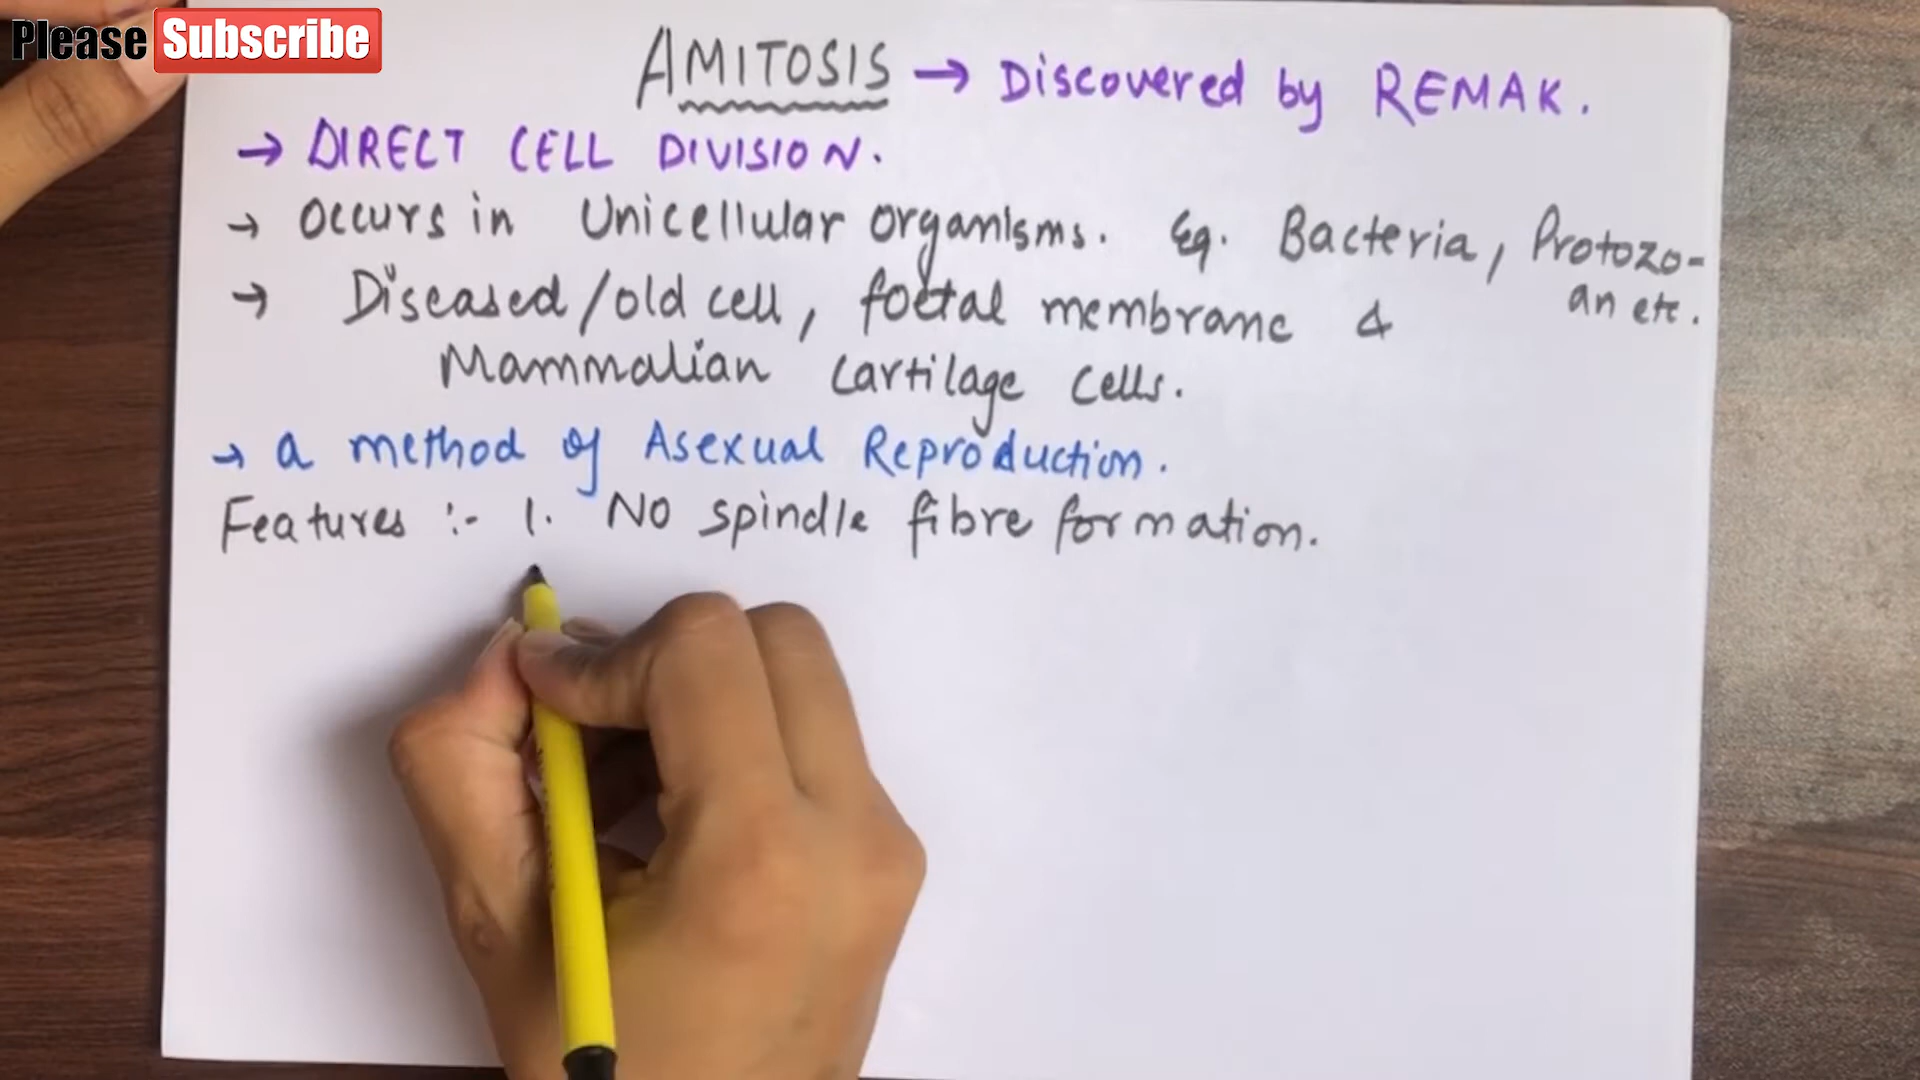 Please Subscribe
AMITOSIS → Discovered by REMAK.
→ DIRECT CELL DIVISION.
→ Occurs in Unicellular organisms. Eg. Bacteria, Protozo-
an etc.
→ Diseased/old cell, foetal membrane &
Mammalian cartilage cells.
→ a method of Asexual Reproduction.
Features :- 1. No spindle fibre formation.